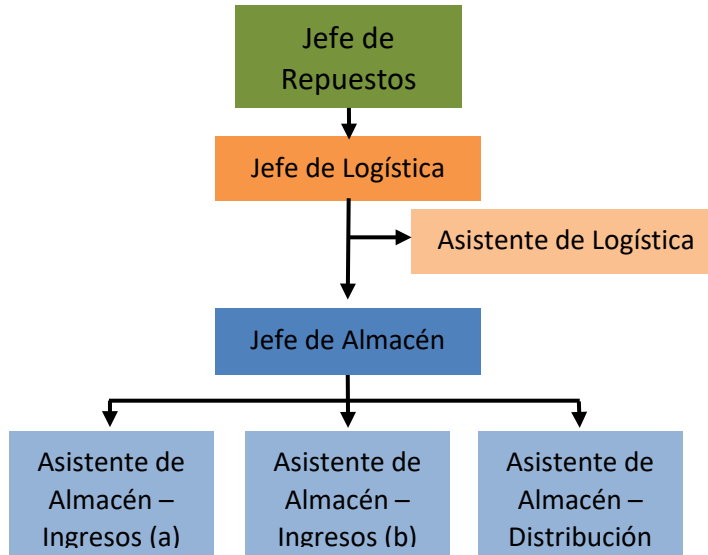 Jefe de
Repuestos
Jefe de Logística
Asistente de Logística
Jefe de Almacén
Asistente de
Almacén –
Ingresos (a)
Asistente de
Almacén –
Ingresos (b)
Asistente de
Almacén –
Distribución